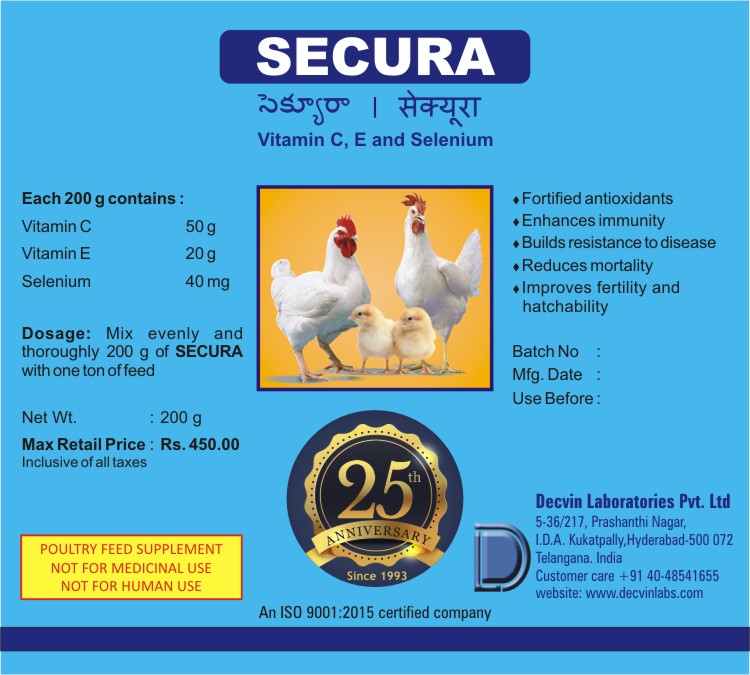 SECURA
సెక్యూరా | सेक्यूरा
Vitamin C, E and Selenium
Each 200 g contains :
Vitamin C 50 g
Vitamin E 20 g
Selenium 40 mg
Dosage: Mix evenly and
thoroughly 200 g of SECURA
with one ton of feed
Net Wt. : 200 g
Max Retail Price : Rs. 450.00
Inclusive of all taxes
POULTRY FEED SUPPLEMENT
NOT FOR MEDICINAL USE
NOT FOR HUMAN USE
25th
ANNIVERSARY
Since 1993
An ISO 9001:2015 certified company
♦Fortified antioxidants
♦Enhances immunity
♦Builds resistance to disease
♦Reduces mortality
♦Improves fertility and
hatchability
Batch No :
Mfg. Date :
Use Before :
D
Decvin Laboratories Pvt. Ltd
5-36/217, Prashanthi Nagar,
I.D.A. Kukatpally,Hyderabad-500 072
Telangana. India
Customer care +91 40-48541655
website: www.decvinlabs.com